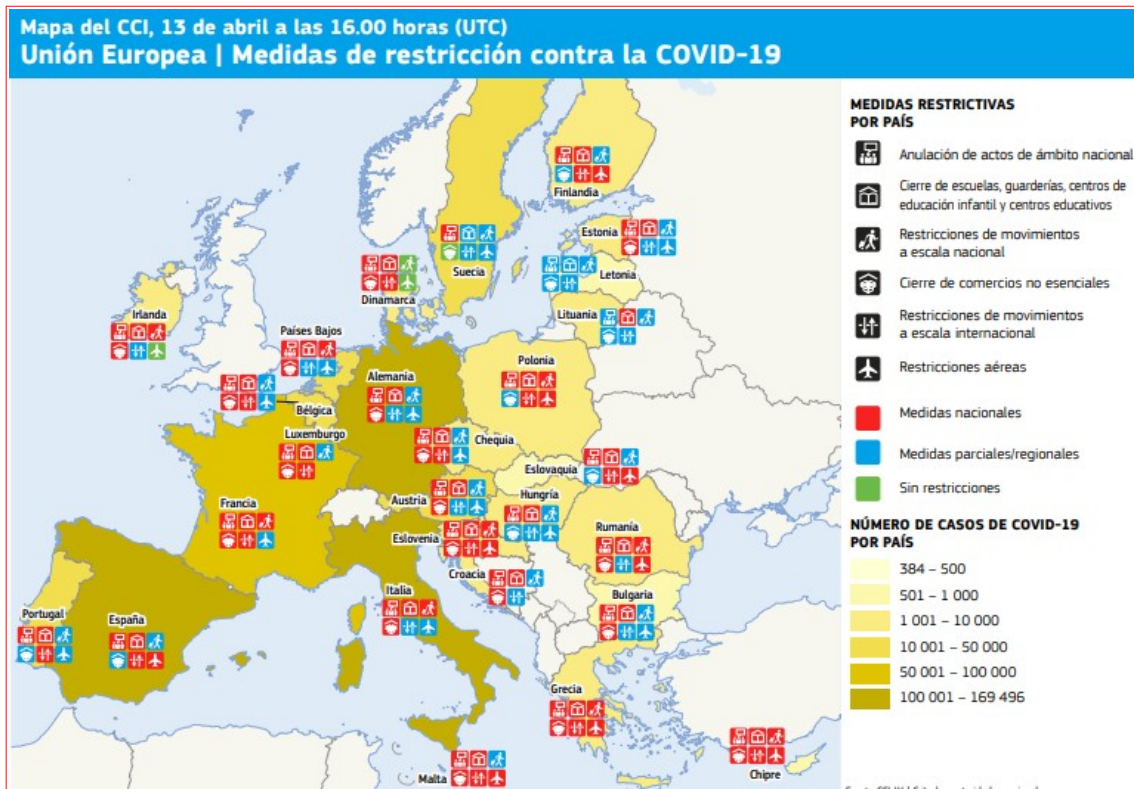 Mapa del CCI, 13 de abril a las 16.00 horas (UTC)
Unión Europea | Medidas de restricción contra la COVID-19
MEDIDAS RESTRICTIVAS
POR PAÍS
Anulación de actos de ámbito nacional
Cierre de escuelas, guarderías, centros de
educación infantil y centros educativos
Restricciones de movimientos
a escala nacional
Cierre de comercios no esenciales
Restricciones de movimientos
a escala internacional
Restricciones aéreas
Medidas nacionales
Medidas parciales/regionales
Sin restricciones
NÚMERO DE CASOS DE COVID-19
POR PAÍS
384 – 500
501 – 1 000
1 001 – 10 000
10 001 – 50 000
50 001 – 100 000
100 001 – 169 496
Finlandia
Estonia
Suecia
Letonia
Dinamarca
Irlanda
Lituania
Países Bajos
Polonia
Alemania
Bélgica
Luxemburgo
Chequia
Eslovaquia
Austria
Hungría
Francia
Rumanía
Eslovenia
Croacia
Italia
Bulgaria
Portugal
España
Grecia
Malta
Chipre